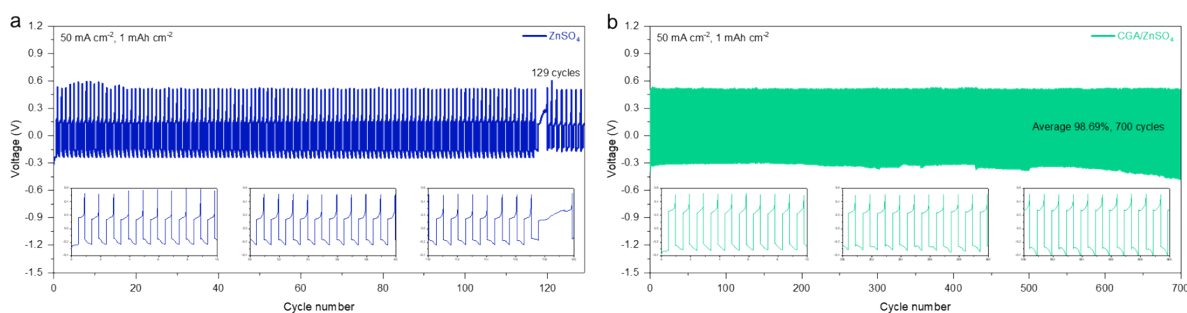 a
50 mA cm⁻², 1 mAh cm⁻²
ZnSO₄
129 cycles
Voltage (V)
1.2
0.9
0.6
0.3
0.0
-0.3
-0.6
-0.9
-1.2
-1.5
0 20 40 60 80 100 120
Cycle number
b
50 mA cm⁻², 1 mAh cm⁻²
CGA/ZnSO₄
Average 98.69%, 700 cycles
Voltage (V)
1.2
0.9
0.6
0.3
0.0
-0.3
-0.6
-0.9
-1.2
-1.5
0 100 200 300 400 500 600 700
Cycle number